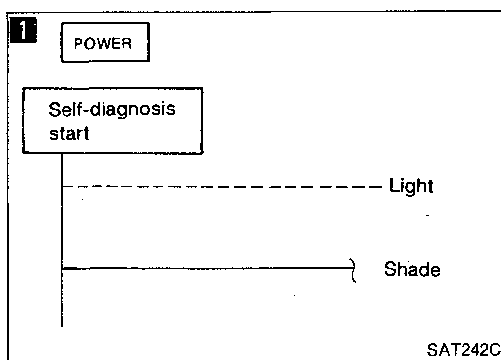 1
POWER
Self-diagnosis
start
Light
Shade
SAT242C